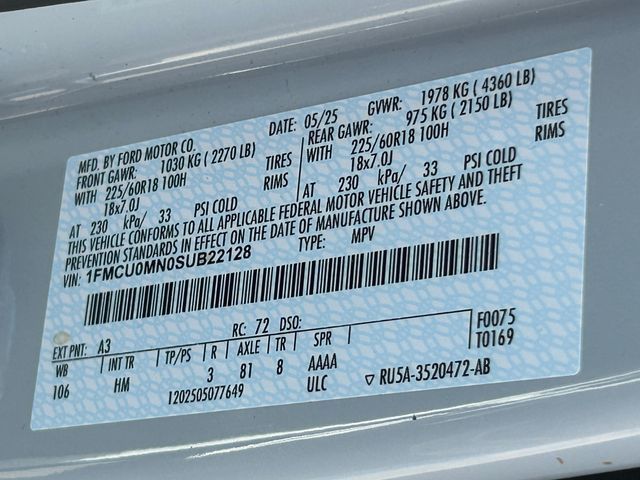 MFD. BY FORD MOTOR CO. DATE: 05/25 GVWR: 1978 KG ( 4360 LB)
FRONT GAWR: 1030 KG ( 2270 LB) REAR GAWR: 975 KG ( 2150 LB)
WITH 225/60R18 100H TIRES WITH 225/60R18 100H TIRES
18x7.0J RIMS 18x7.0J RIMS
AT 230 kPa/ 33 PSI COLD AT 230 kPa/ 33 PSI COLD
THIS VEHICLE CONFORMS TO ALL APPLICABLE FEDERAL MOTOR VEHICLE SAFETY AND THEFT
PREVENTION STANDARDS IN EFFECT ON THE DATE OF MANUFACTURE SHOWN ABOVE.
VIN: 1FMCU0MN0SUB22128 TYPE: MPV
EXT PNT: A3 RC: 72 DSO: F0075
WB INT TR TP/PS R AXLE TR SPR T0169
106 HM 3 81 8 AAAA
1202505077649 ULC ▽ RU5A-3520472-AB